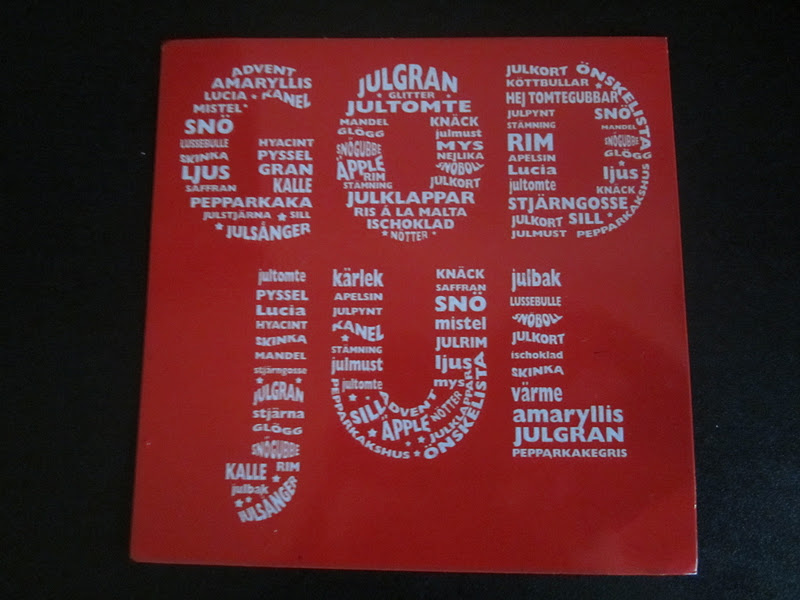 ADVENT
AMARYLLIS
LUCIA KANEL
MISTEL
SNÖ
LUSSEBULLE HYACINT
SKINKA PYSSEL
LJUS GRAN
SAFFRAN KALLE
PEPPARKAKA
JULSTJÄRNA SILL
JULSÅNGER
JULGRAN
GLITTER
JULTOMTE
MANDEL KNÄCK
GLÖGG julmust
SNÖGUBBE MYS
ÄPPLE NEJLIKA
RIM SNÖBOLL
STÄMNING JULKORT
JULKLAPPAR
RIS Á LA MALTA
ISCHOKLAD
NÖTTER
JULKORT ÖNSKELISTA
KÖTTBULLAR
HEJ TOMTEGUBBAR
JULPYNT SNÖ
STÄMNING MANDEL
RIM SNÖGUBBE
APELSIN GLÖGG
Lucia ljus
jultomte KNÄCK
STJÄRNGOSSE
JULKORT SILL
JULMUST PEPPARKAKSHUS
jultomte
PYSSEL
Lucia
HYACINT
SKINKA
MANDEL
stjärngosse
JULGRAN
stjärna
GLÖGG
SNÖGUBBE
KALLE RIM
julbak
JULSÅNGER
kärlek KNÄCK
APELSIN SAFFRAN
JULPYNT SNÖ
KANEL mistel
STÄMNING JULRIM
julmust ljus
jultomte mys
PEPPARKAKSHUS
SILL
ADVENT
ÄPPLE
NÖTTER
JULKLAPPAR
ÖNSKELISTA
julbak
LUSSEBULLE
SNÖBOLL
JULKORT
ischoklad
SKINKA
värme
amaryllis
JULGRAN
PEPPARKAKEGRIS